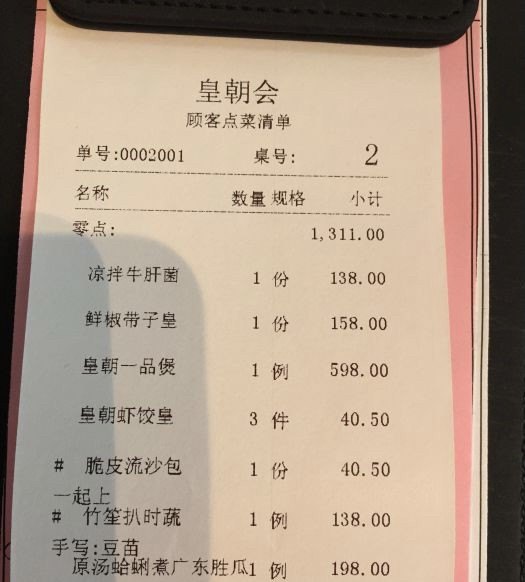 皇朝会
顾客点菜清单
单号:0002001 桌号: 2
名称 数量 规格 小计
零点: 1,311.00
凉拌牛肝菌 1 份 138.00
鲜椒带子皇 1 份 158.00
皇朝一品煲 1 例 598.00
皇朝虾饺皇 3 件 40.50
# 脆皮流沙包 1 份 40.50
一起上
# 竹笙扒时蔬 1 例 138.00
手写:豆苗
原汤蛤蜊煮广东胜瓜1 例 198.00